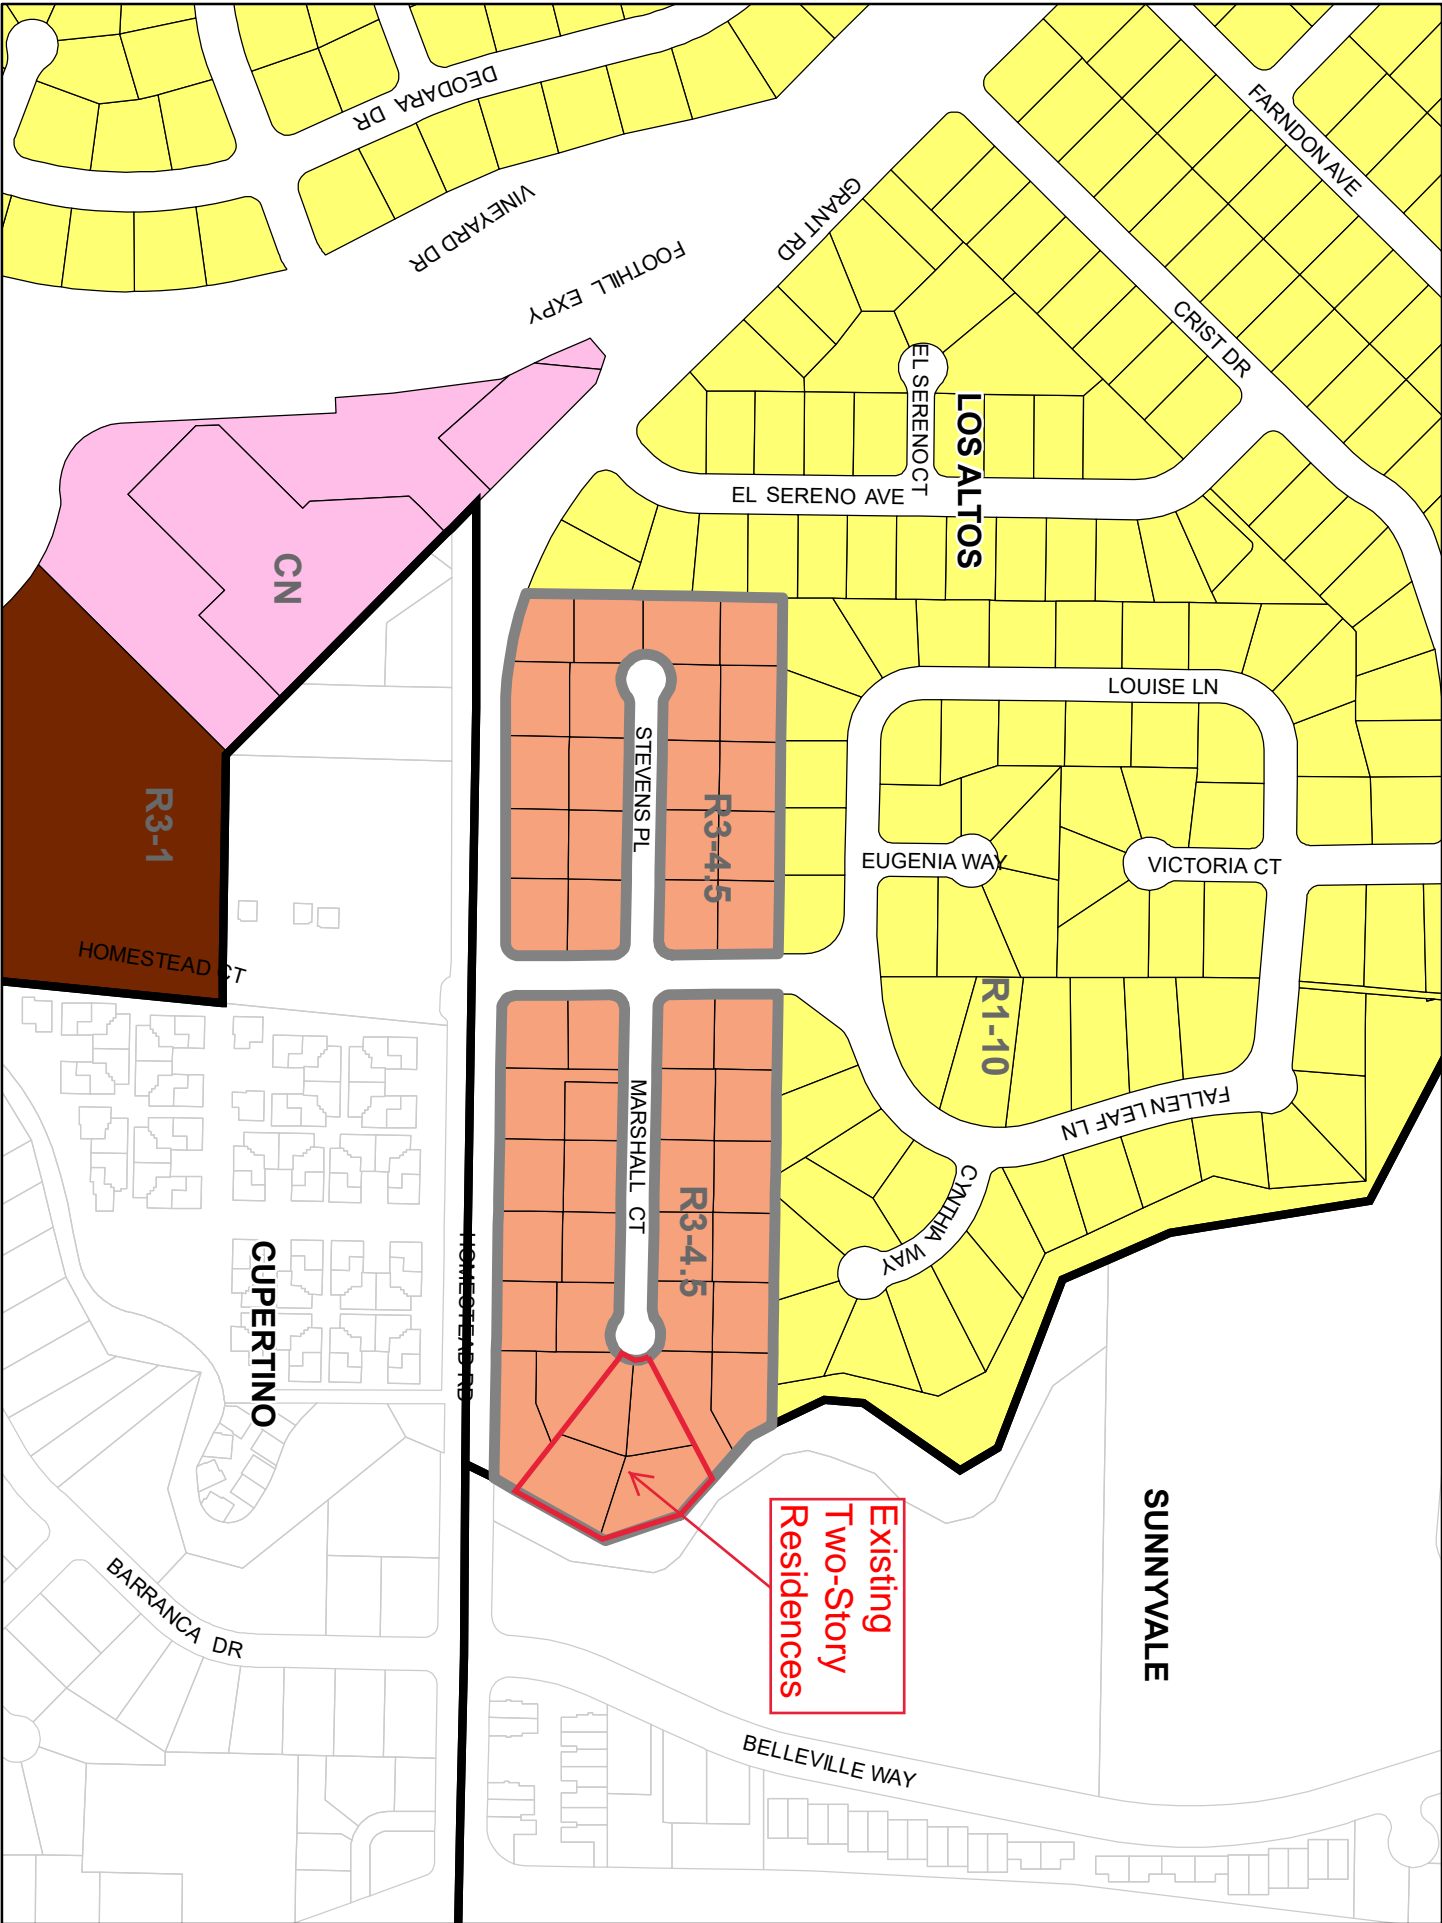 DEODARA DR
VINEYARD DR
FOOTHILL EXPY
GRANT RD
FARNDON AVE
CRIST DR
EL SERENO CT
LOS ALTOS
EL SERENO AVE
CN
R3-1
HOMESTEAD CT
STEVENS PL
R3-4.5
LOUISE LN
EUGENIA WAY
VICTORIA CT
R1-10
FALLEN LEAF LN
CYNTHIA WAY
MARSHALL CT
R3-4.5
HOMESTEAD RD
CUPERTINO
Existing
Two-Story
Residences
SUNNYVALE
BARRANCA DR
BELLEVILLE WAY